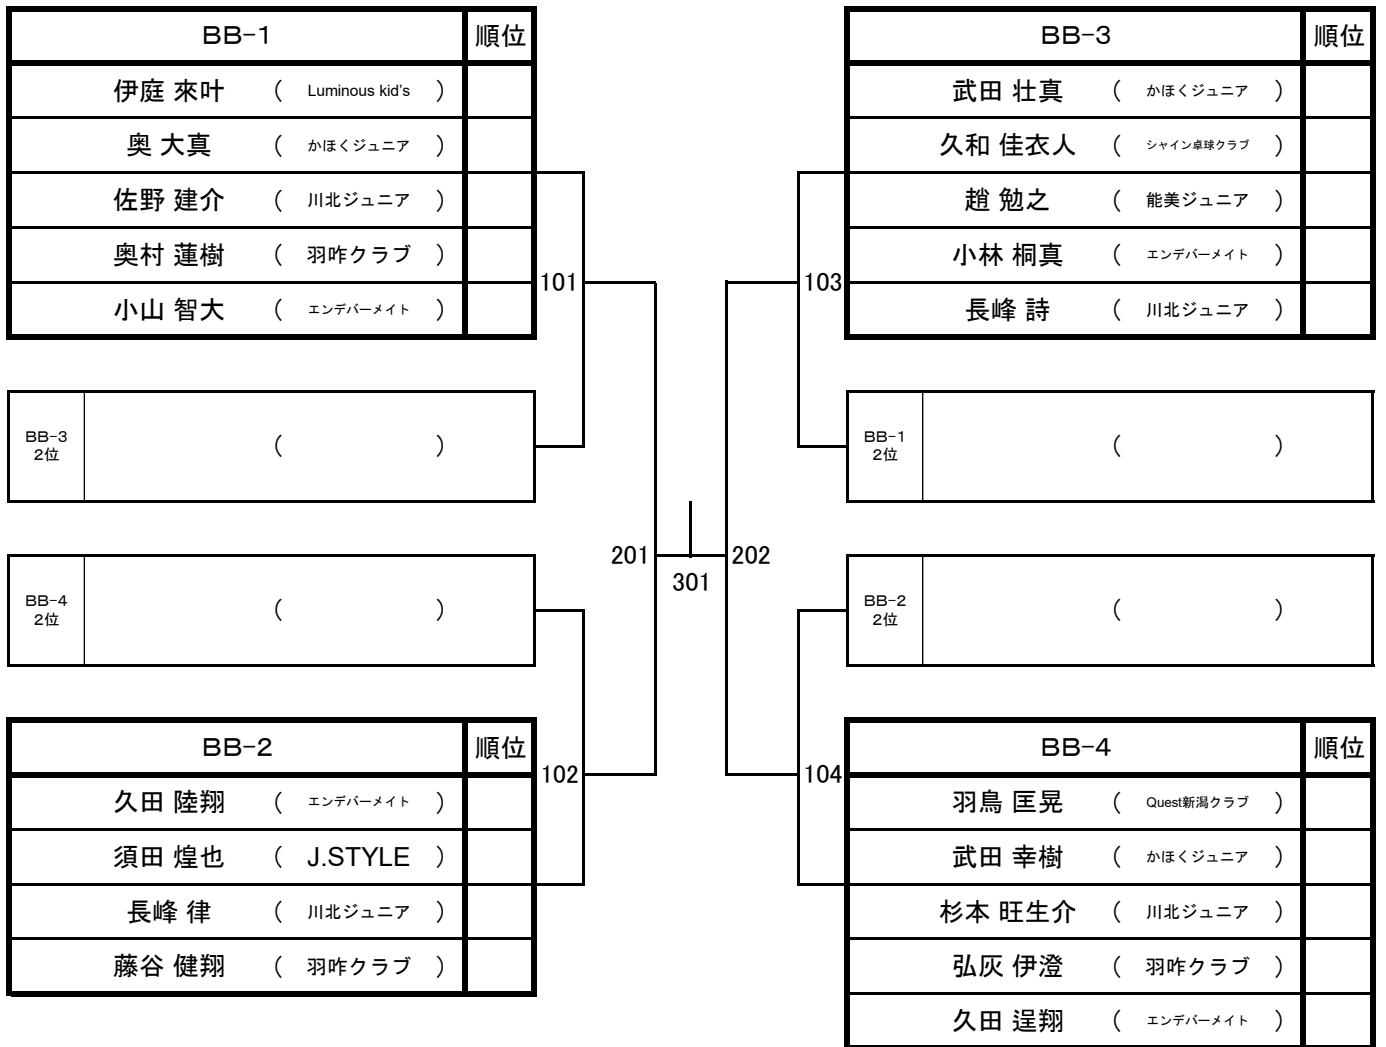 BB-1 順位
伊庭 來叶 ( Luminous kid's )
奥 大真 ( かほくジュニア )
佐野 建介 ( 川北ジュニア )
奥村 蓮樹 ( 羽咋クラブ )
小山 智大 ( エンデバーメイト )
101
BB-3
2位
( )
BB-4
2位
( )
BB-2 順位
久田 陸翔 ( エンデバーメイト )
須田 煌也 ( J.STYLE )
長峰 律 ( 川北ジュニア )
藤谷 健翔 ( 羽咋クラブ )
102
201
301
202
BB-3 順位
武田 壮真 ( かほくジュニア )
久和 佳衣人 ( シャイン卓球クラブ )
趙 勉之 ( 能美ジュニア )
小林 桐真 ( エンデバーメイト )
長峰 詩 ( 川北ジュニア )
103
BB-1
2位
( )
BB-2
2位
( )
BB-4 順位
羽鳥 匡晃 ( Quest新潟クラブ )
武田 幸樹 ( かほくジュニア )
杉本 旺生介 ( 川北ジュニア )
弘灰 伊澄 ( 羽咋クラブ )
久田 逞翔 ( エンデバーメイト )
104